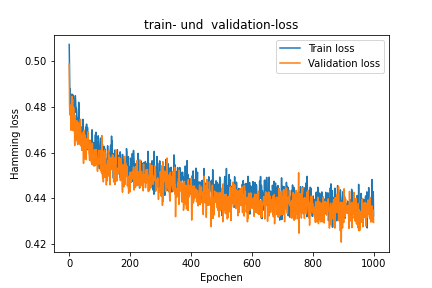 train- und validation-loss
Train loss
Validation loss
Hamming loss
0.50
0.48
0.46
0.44
0.42
0 200 400 600 800 1000
Epochen